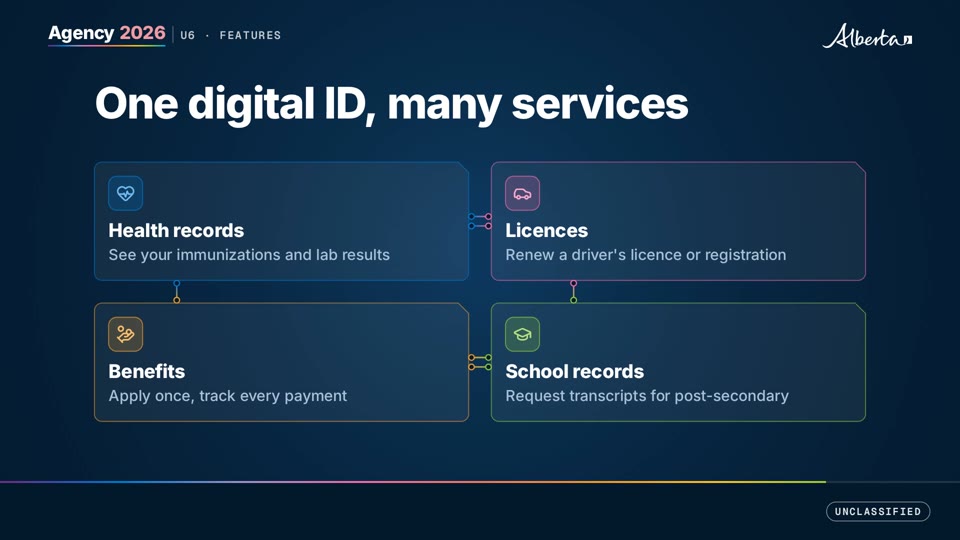 Agency 2026 | U6 · FEATURES
Alberta
One digital ID, many services
Health records
See your immunizations and lab results
Licences
Renew a driver's licence or registration
Benefits
Apply once, track every payment
School records
Request transcripts for post-secondary
UNCLASSIFIED